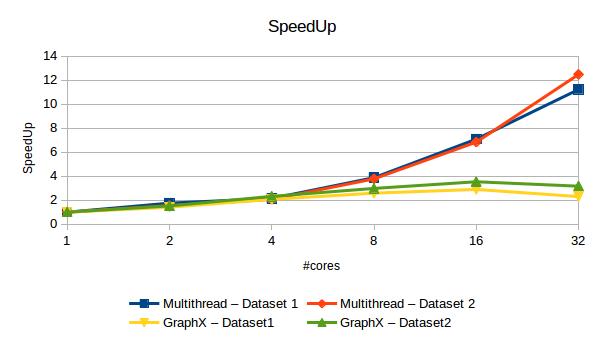 SpeedUp
14
12
10
8
6
4
2
0
SpeedUp
1 2 4 8 16 32
#cores
Multithread – Dataset 1 Multithread – Dataset 2
GraphX – Dataset1 GraphX – Dataset2